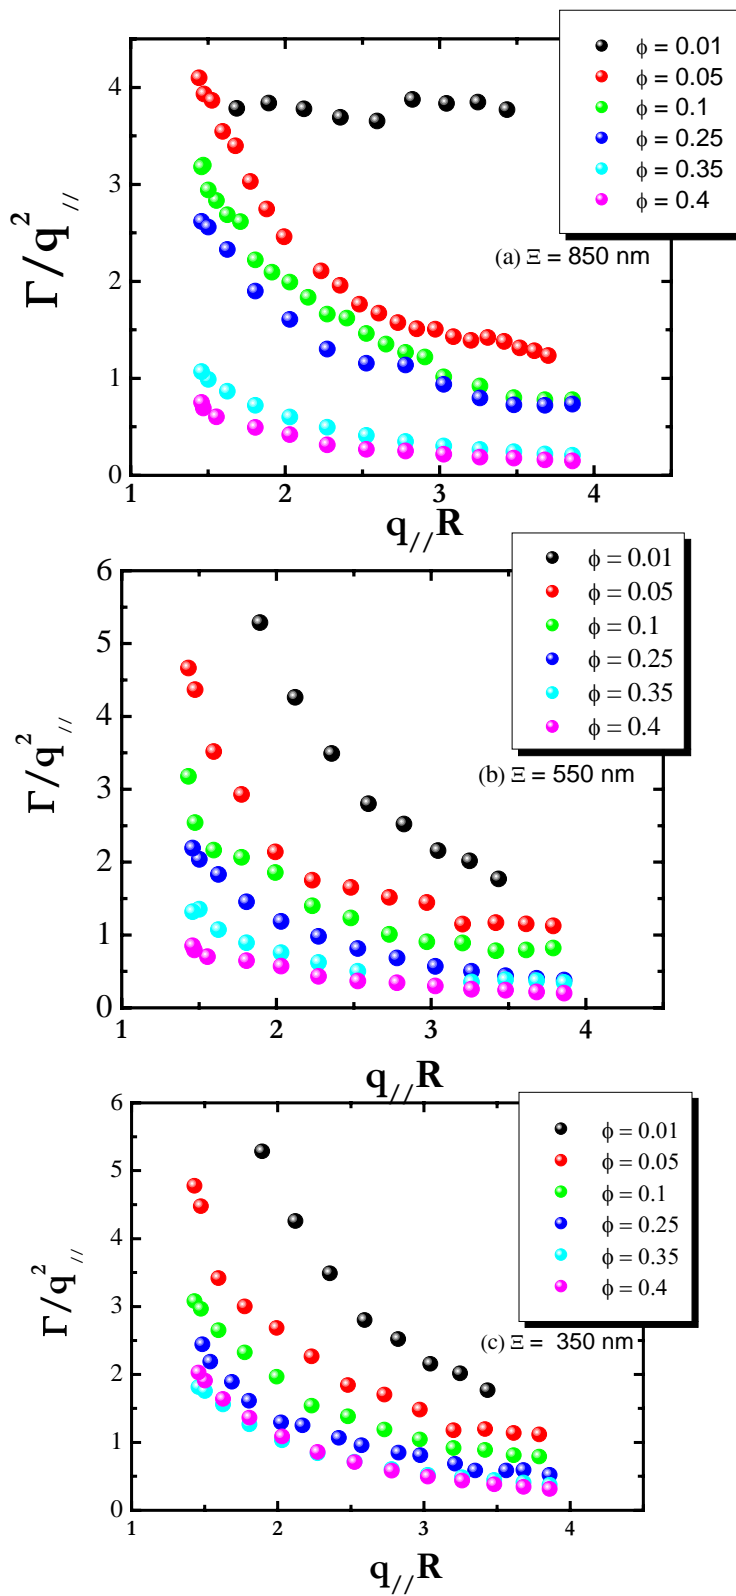 ϕ = 0.01
ϕ = 0.05
ϕ = 0.1
ϕ = 0.25
ϕ = 0.35
ϕ = 0.4
(a) Ξ = 850 nm
Γ/q²//
4
3
2
1
0
1 2 3 4
q//R
ϕ = 0.01
ϕ = 0.05
ϕ = 0.1
ϕ = 0.25
ϕ = 0.35
ϕ = 0.4
(b) Ξ = 550 nm
Γ/q²//
6
5
4
3
2
1
0
1 2 3 4
q//R
ϕ = 0.01
ϕ = 0.05
ϕ = 0.1
ϕ = 0.25
ϕ = 0.35
ϕ = 0.4
(c) Ξ = 350 nm
Γ/q²//
6
5
4
3
2
1
0
1 2 3 4
q//R